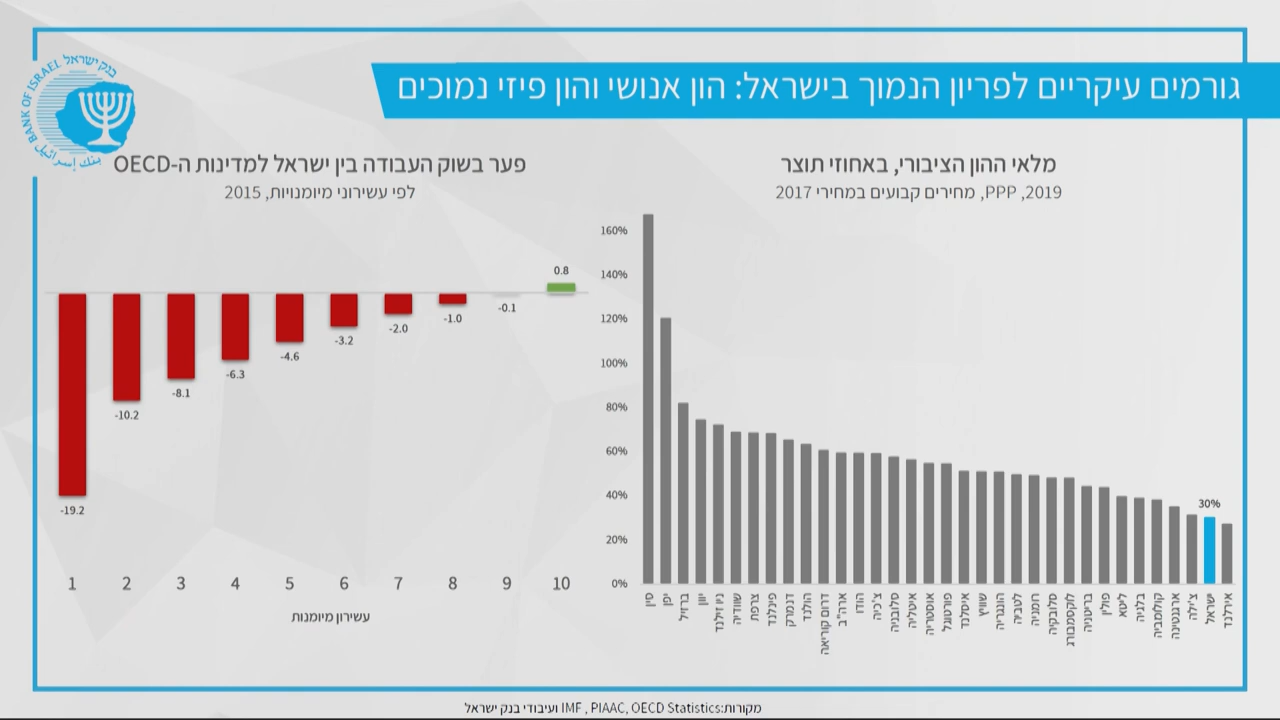 בנק ישראל
BANK OF ISRAEL
بنك إسرائيل
גורמים עיקריים לפריון הנמוך בישראל: הון אנושי והון פיזי נמוכים
מלאי ההון הציבורי, באחוזי תוצר
2019, PPP, מחירים קבועים במחירי 2017
160%
140%
120%
100%
80%
60%
40%
20%
0%
30%
סין
יפן
ברזיל
יוון
ניו זילנד
שוודיה
צרפת
פינלנד
דנמרק
הולנד
דרום קוריאה
ארה"ב
הודו
צ'כיה
סלובניה
איטליה
אוסטריה
פורטוגל
איסלנד
שוויץ
הונגריה
לטביה
רומניה
סלובקיה
לוקסמבורג
בריטניה
פולין
ליטא
בלגיה
קולומביה
ארגנטינה
צ'ילה
ישראל
אירלנד
פער בשוק העבודה בין ישראל למדינות ה-OECD
לפי עשירוני מיומנויות, 2015
-19.2
-10.2
-8.1
-6.3
-4.6
-3.2
-2.0
-1.0
-0.1
0.8
1 2 3 4 5 6 7 8 9 10
עשירון מיומנות
מקורות:IMF , PIAAC, OECD Statistics ועיבודי בנק ישראל